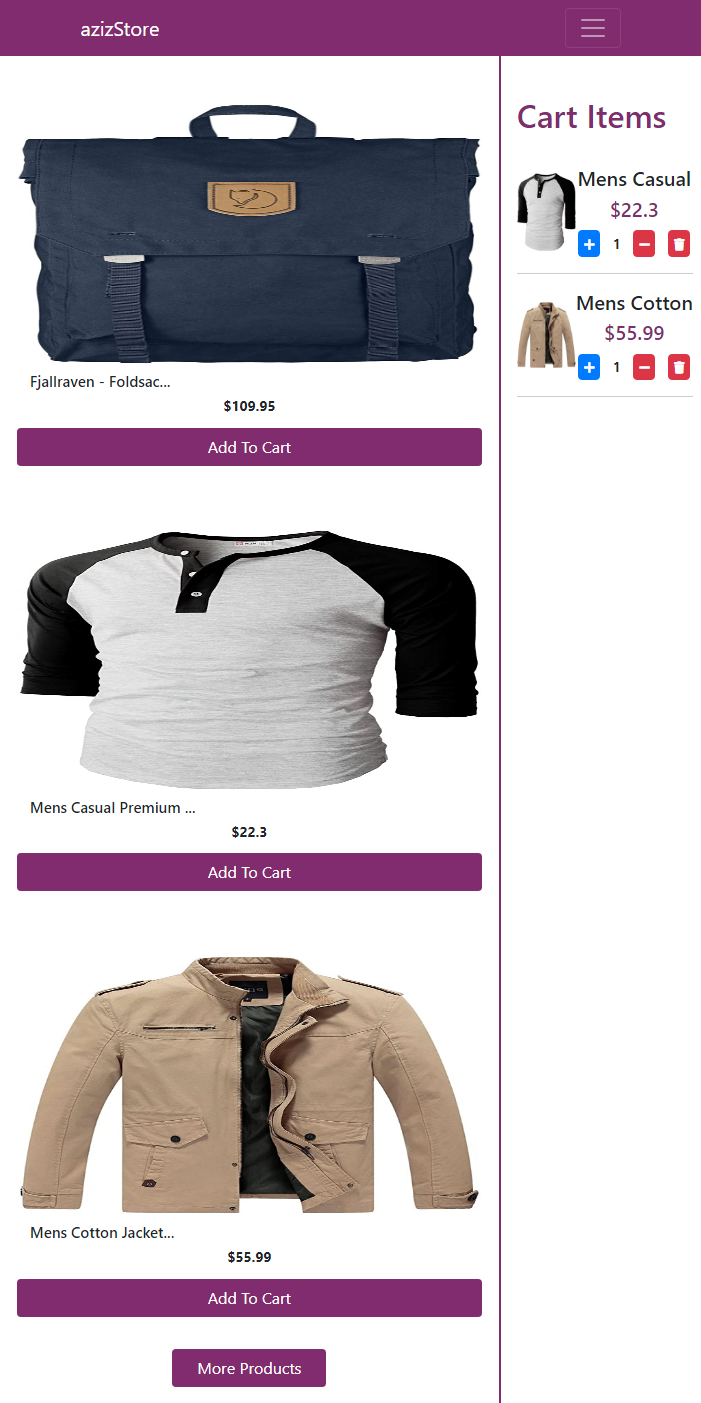 azizStore
Fjallraven - Foldsac...
$109.95
Add To Cart
Mens Casual Premium ...
$22.3
Add To Cart
Mens Cotton Jacket...
$55.99
Add To Cart
More Products
Cart Items
Mens Casual
$22.3
1
Mens Cotton
$55.99
1